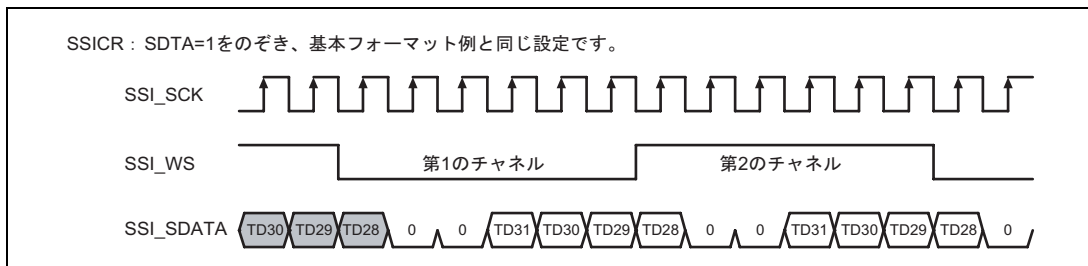 SSICR : SDTA=1をのぞき、基本フォーマット例と同じ設定です。
SSI_SCK
SSI_WS 第1のチャネル 第2のチャネル
SSI_SDATA TD30 TD29 TD28 0 0 TD31 TD30 TD29 TD28 0 0 TD31 TD30 TD29 TD28 0